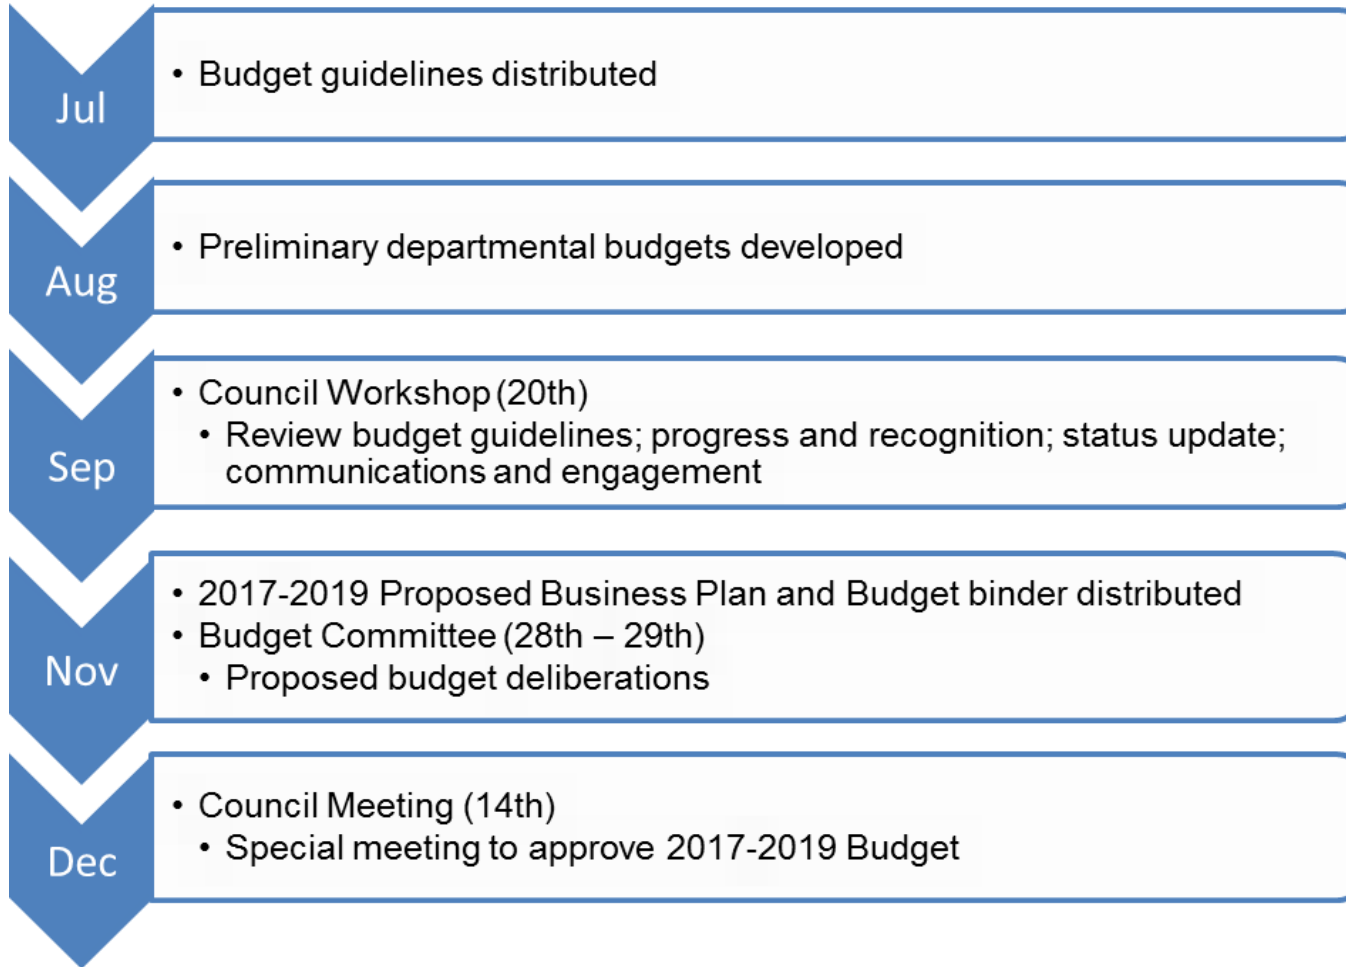 Jul
• Budget guidelines distributed
Aug
• Preliminary departmental budgets developed
Sep
• Council Workshop (20th)
• Review budget guidelines; progress and recognition; status update;
communications and engagement
Nov
• 2017-2019 Proposed Business Plan and Budget binder distributed
• Budget Committee (28th – 29th)
• Proposed budget deliberations
Dec
• Council Meeting (14th)
• Special meeting to approve 2017-2019 Budget